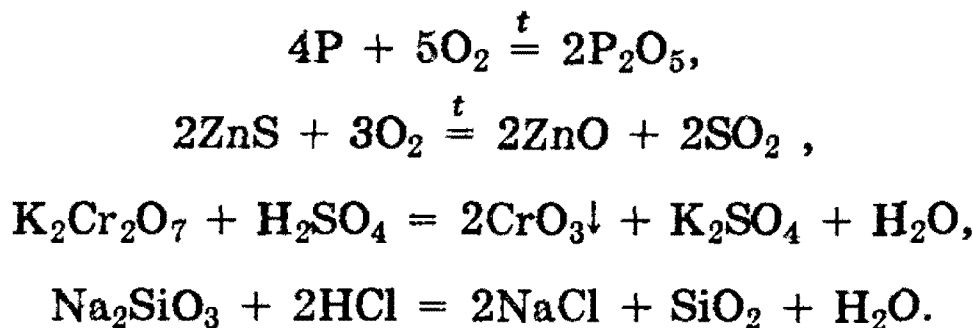 4P + 5O₂ =ᵗ 2P₂O₅,
2ZnS + 3O₂ =ᵗ 2ZnO + 2SO₂ ,
K₂Cr₂O₇ + H₂SO₄ = 2CrO₃↓ + K₂SO₄ + H₂O,
Na₂SiO₃ + 2HCl = 2NaCl + SiO₂ + H₂O.